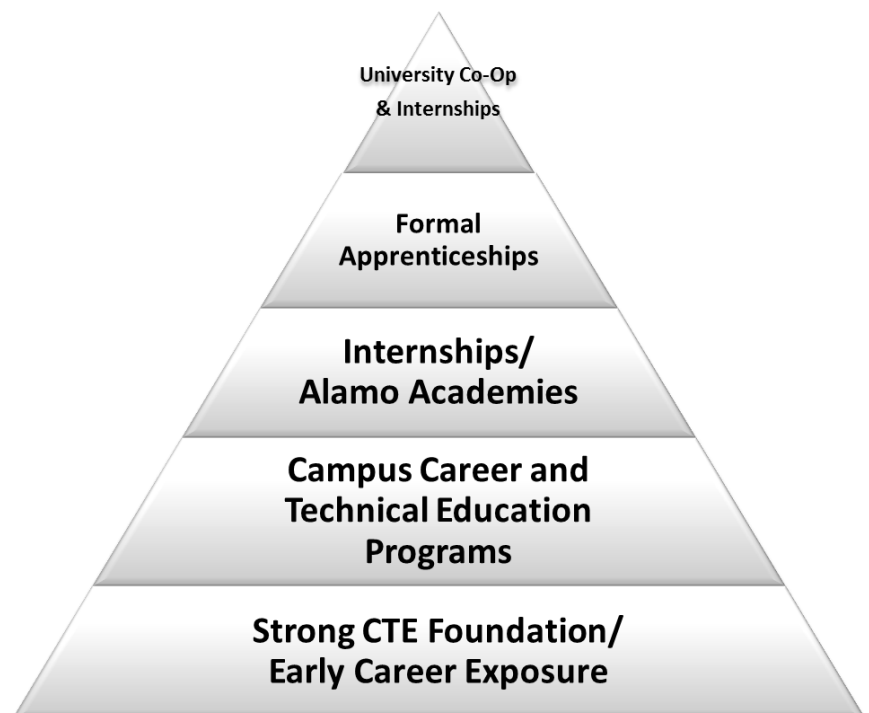 University Co-Op
& Internships
Formal
Apprenticeships
Internships/
Alamo Academies
Campus Career and
Technical Education
Programs
Strong CTE Foundation/
Early Career Exposure